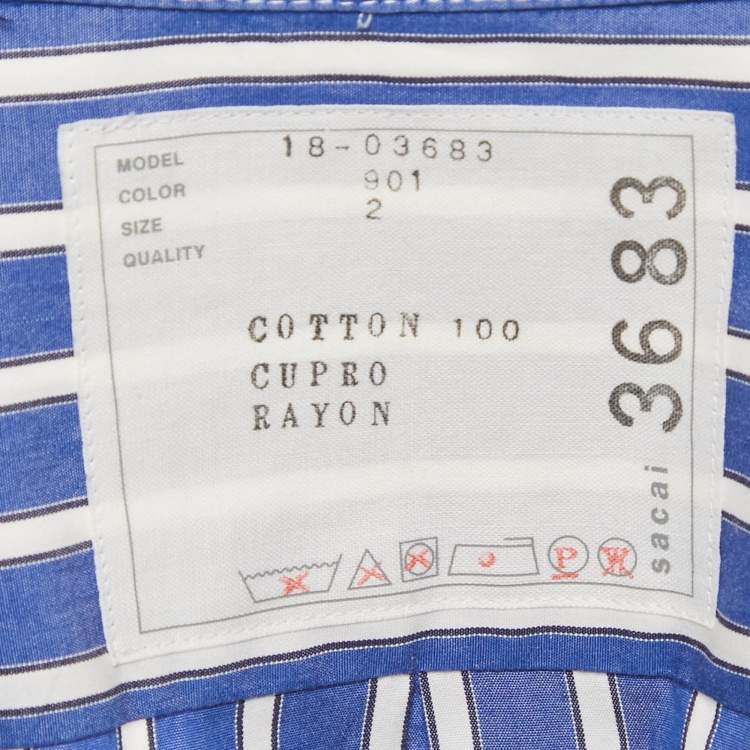 MODEL 18-03683
COLOR 901
SIZE 2
QUALITY
COTTON 100
CUPRO
RAYON
P W
sacai 3683